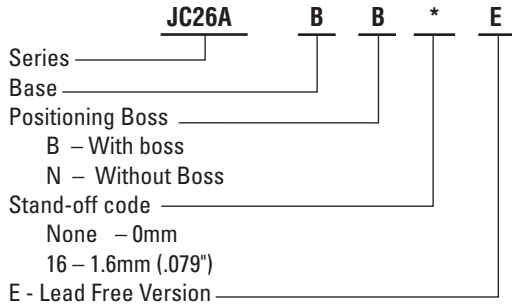 JC26A B B * E
Series
Base
Positioning Boss
B – With boss
N – Without Boss
Stand-off code
None – 0mm
16 – 1.6mm (.079")
E - Lead Free Version